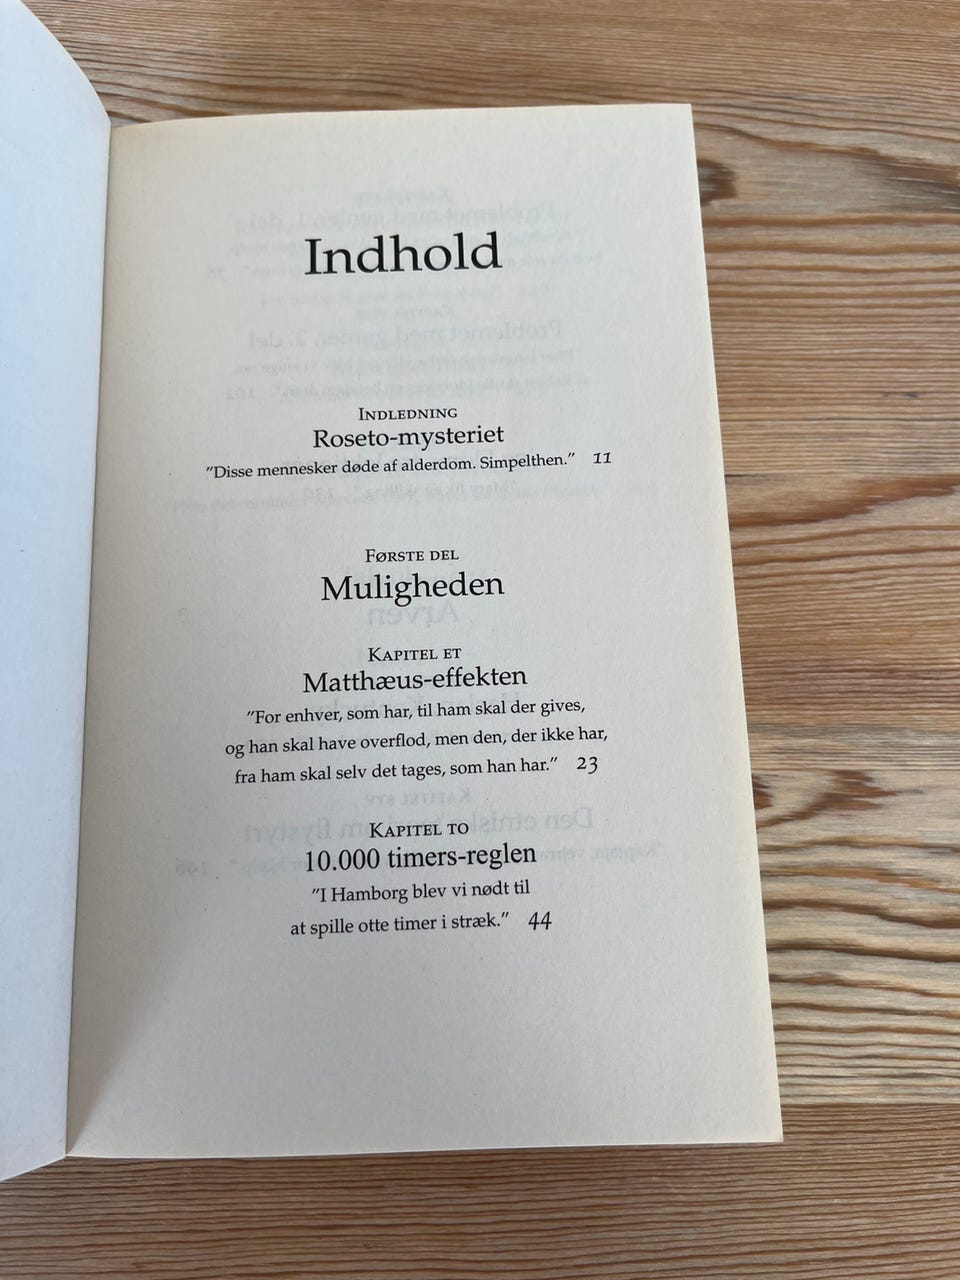 Indhold
Indledning
Roseto-mysteriet
”Disse mennesker døde af alderdom. Simpelthen.” 11
Første del
Muligheden
Kapitel et
Matthæus-effekten
”For enhver, som har, til ham skal der gives,
og han skal have overflod, men den, der ikke har,
fra ham skal selv det tages, som han har.” 23
Kapitel to
10.000 timers-reglen
”I Hamborg blev vi nødt til
at spille otte timer i stræk.” 44